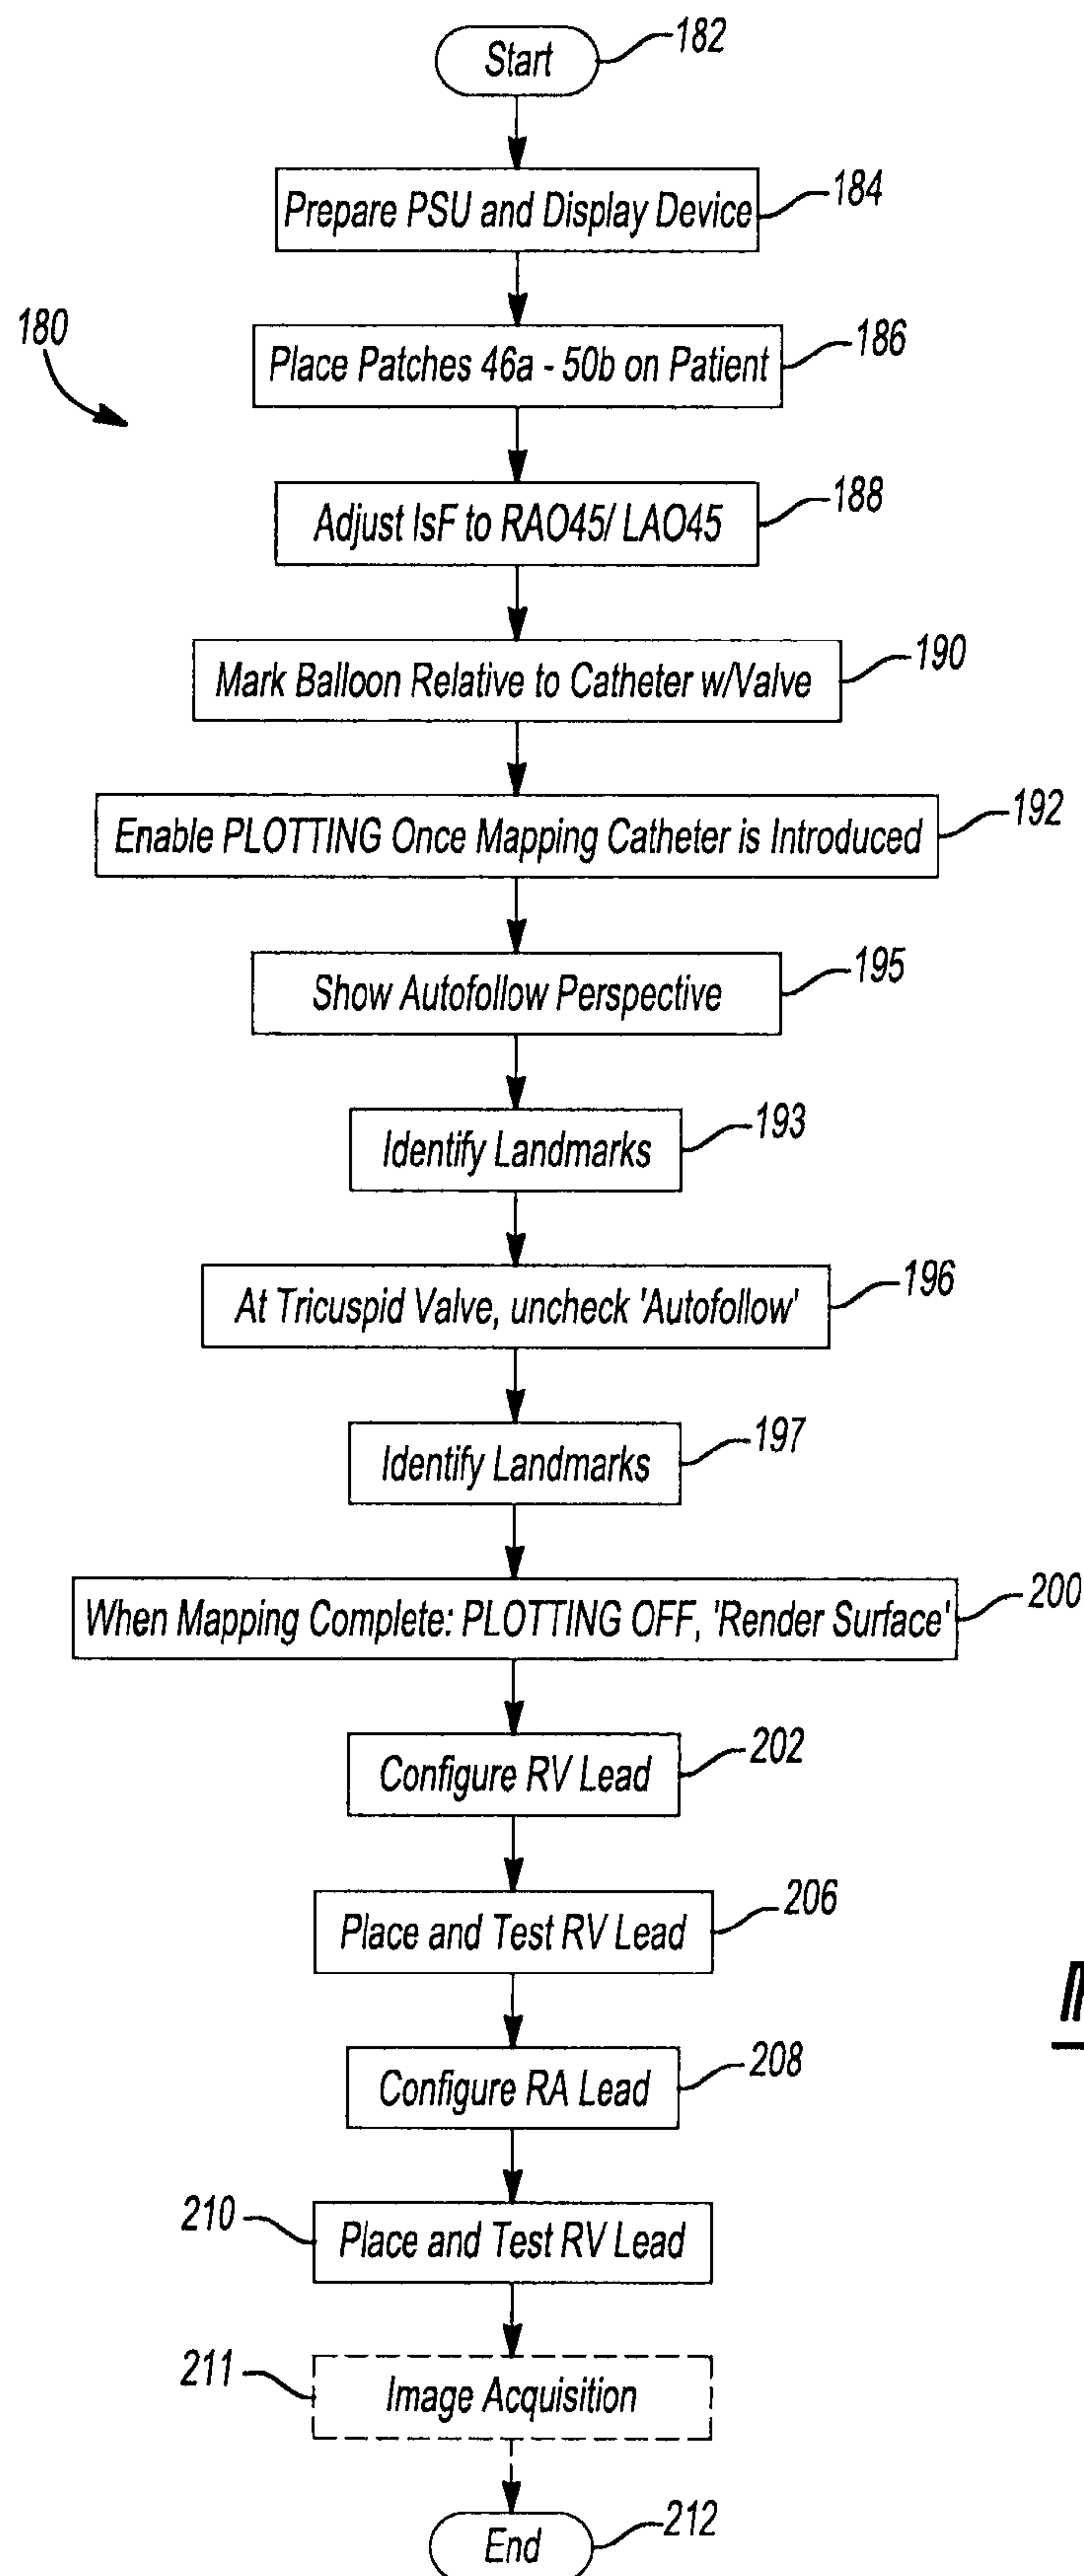 Start
182
Prepare PSU and Display Device
184
180
Place Patches 46a - 50b on Patient
186
Adjust IsF to RAO45/ LAO45
188
Mark Balloon Relative to Catheter w/Valve
190
Enable PLOTTING Once Mapping Catheter is Introduced
192
Show Autofollow Perspective
195
Identify Landmarks
193
At Tricuspid Valve, uncheck 'Autofollow'
196
Identify Landmarks
197
When Mapping Complete: PLOTTING OFF, 'Render Surface'
200
Configure RV Lead
202
Place and Test RV Lead
206
Configure RA Lead
208
210
Place and Test RV Lead
211
Image Acquisition
End
212